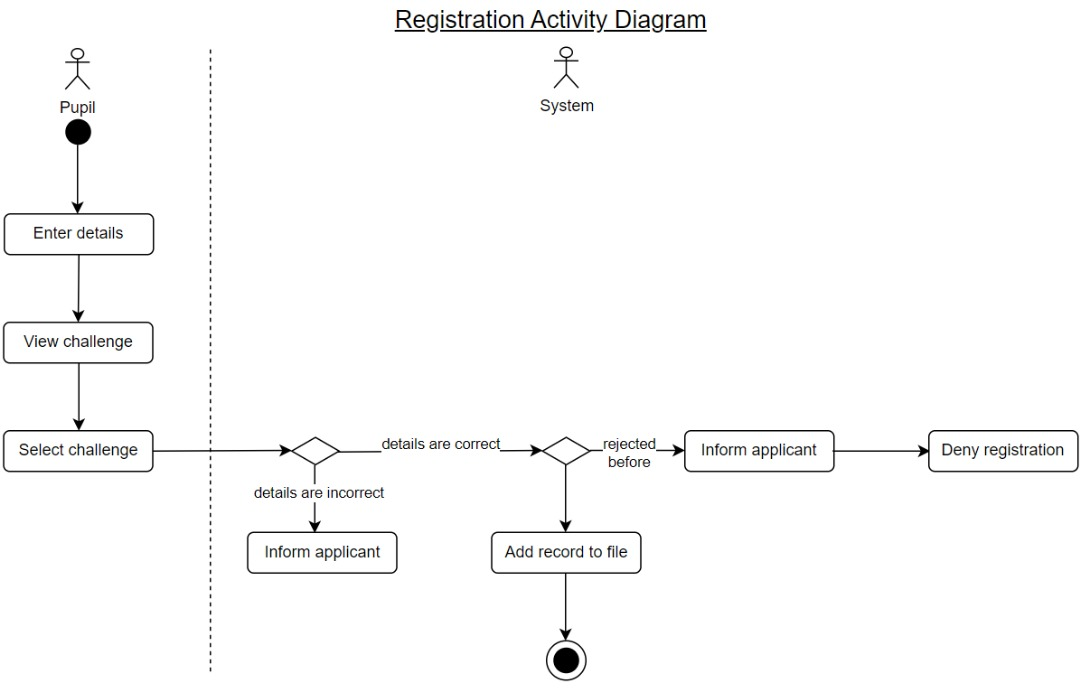 Registration Activity Diagram
Pupil
System
Enter details
View challenge
Select challenge
details are correct
rejected
before
Inform applicant
Deny registration
details are incorrect
Inform applicant
Add record to file